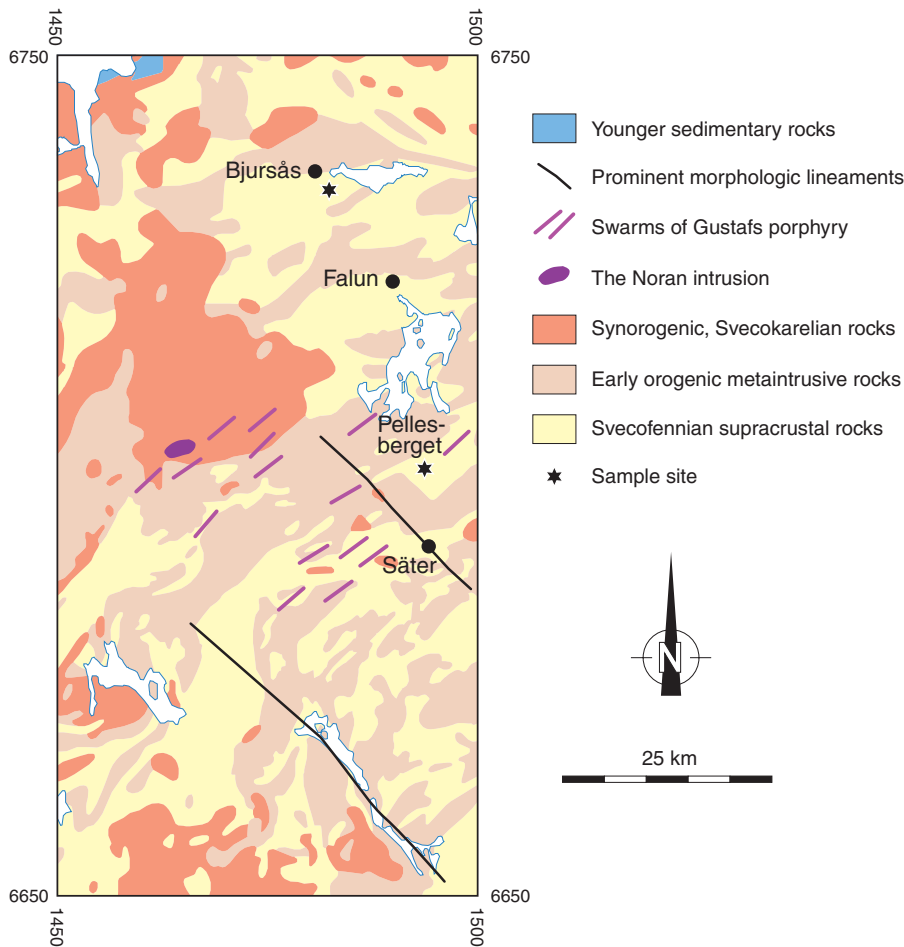 1450
1500
6750
6750
Bjursås
Falun
Pelles-
berget
Säter
6650
6650
1450
1500
Younger sedimentary rocks
Prominent morphologic lineaments
Swarms of Gustafs porphyry
The Noran intrusion
Synorogenic, Svecokarelian rocks
Early orogenic metaintrusive rocks
Svecofennian supracrustal rocks
Sample site
N
25 km